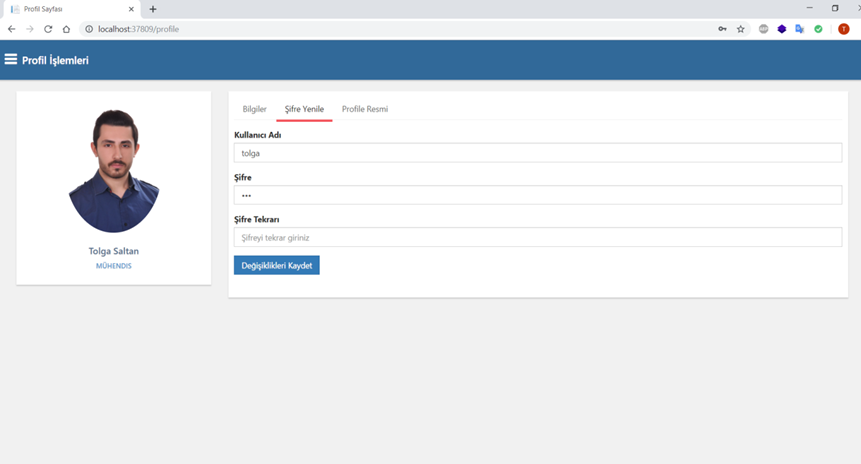 Profil Sayfası
localhost:37809/profile
T
Profil İşlemleri
Tolga Saltan
MÜHENDIS
Bilgiler
Şifre Yenile
Profile Resmi
Kullanıcı Adı
tolga
Şifre
•••
Şifre Tekrarı
Şifreyi tekrar giriniz
Değişiklikleri Kaydet